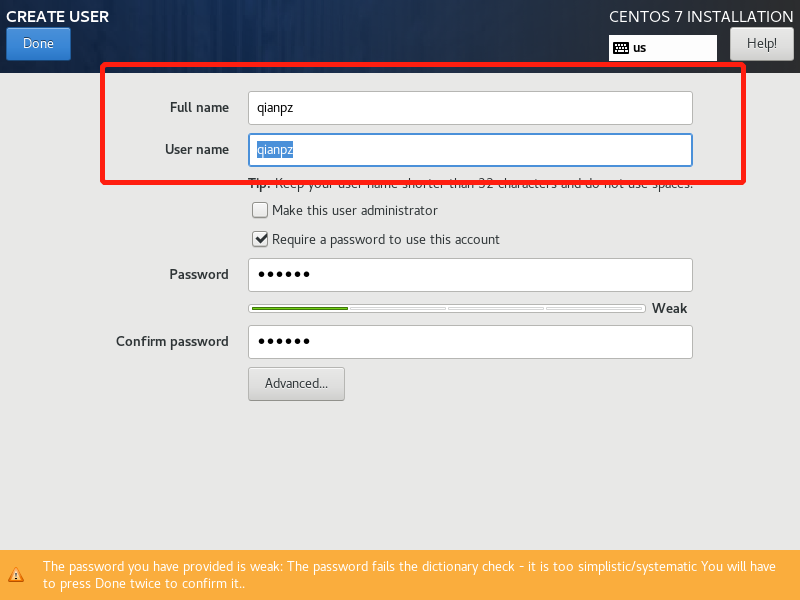 CREATE USER
CENTOS 7 INSTALLATION
Done
us
Help!
Full name
qianpz
User name
qianpz
Tip: Keep your user name shorter than 32 characters and do not use spaces.
Make this user administrator
Require a password to use this account
Password
••••••
Weak
Confirm password
••••••
Advanced...
The password you have provided is weak: The password fails the dictionary check - it is too simplistic/systematic You will have
to press Done twice to confirm it..